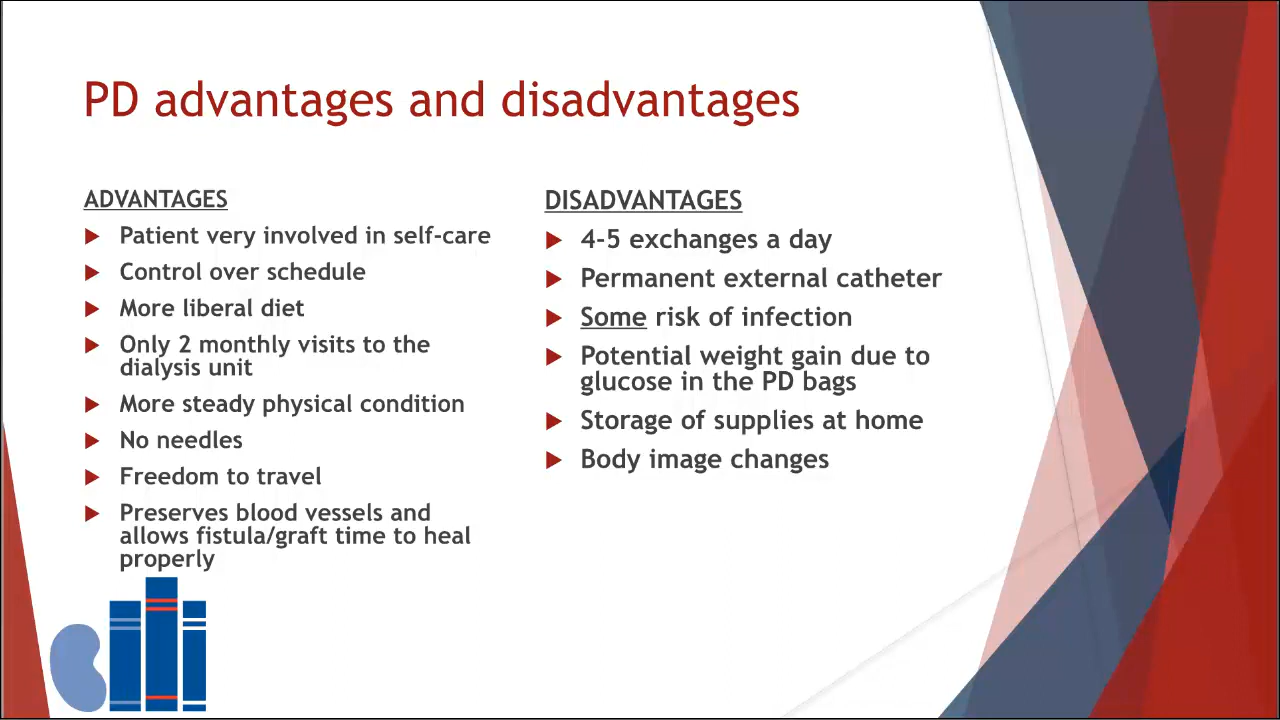 PD advantages and disadvantages
ADVANTAGES
Patient very involved in self-care
Control over schedule
More liberal diet
Only 2 monthly visits to the
dialysis unit
More steady physical condition
No needles
Freedom to travel
Preserves blood vessels and
allows fistula/graft time to heal
properly
DISADVANTAGES
4-5 exchanges a day
Permanent external catheter
Some risk of infection
Potential weight gain due to
glucose in the PD bags
Storage of supplies at home
Body image changes